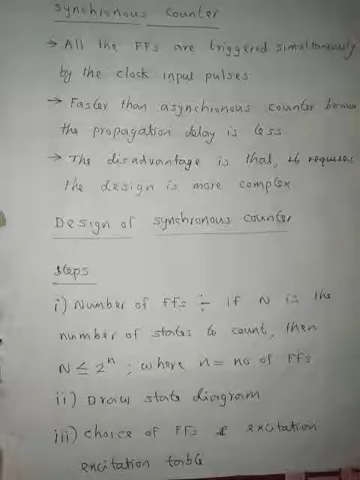 Synchronous Counter
→ All the FFs are triggered simultaneously
by the clock input pulses
→ Faster than asynchronous counter because
the propagation delay is less
→ The disadvantage is that, it requires
the design is more complex
Design of synchronous counter
Steps
i) Number of FFs ÷ If N is the
number of states to count, then
N ≤ 2ⁿ ; where n = no of FFs
ii) Draw state diagram
iii) choice of FFs & excitation
excitation table